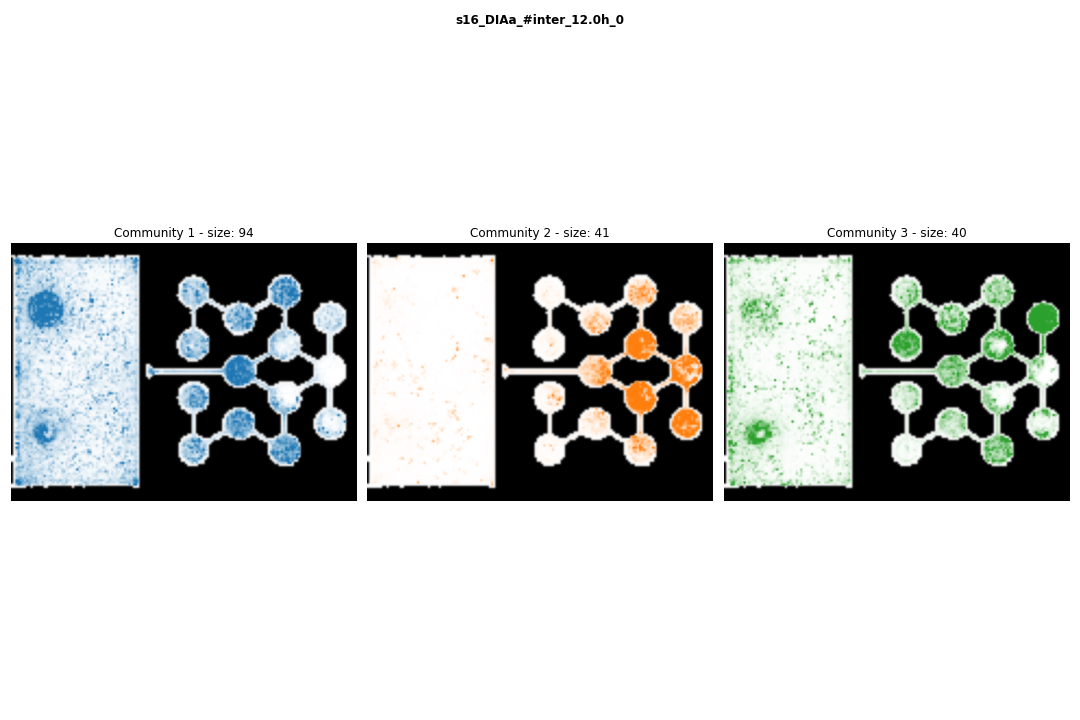 s16_DIAa_#inter_12.0h_0
Community 1 - size: 94
Community 2 - size: 41
Community 3 - size: 40